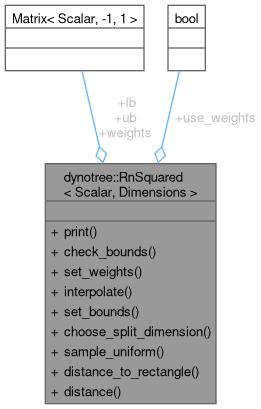 Matrix< Scalar, -1, 1 >
bool
+lb
+ub
+weights
+use_weights
dynotree::RnSquared
< Scalar, Dimensions >
+ print()
+ check_bounds()
+ set_weights()
+ interpolate()
+ set_bounds()
+ choose_split_dimension()
+ sample_uniform()
+ distance_to_rectangle()
+ distance()